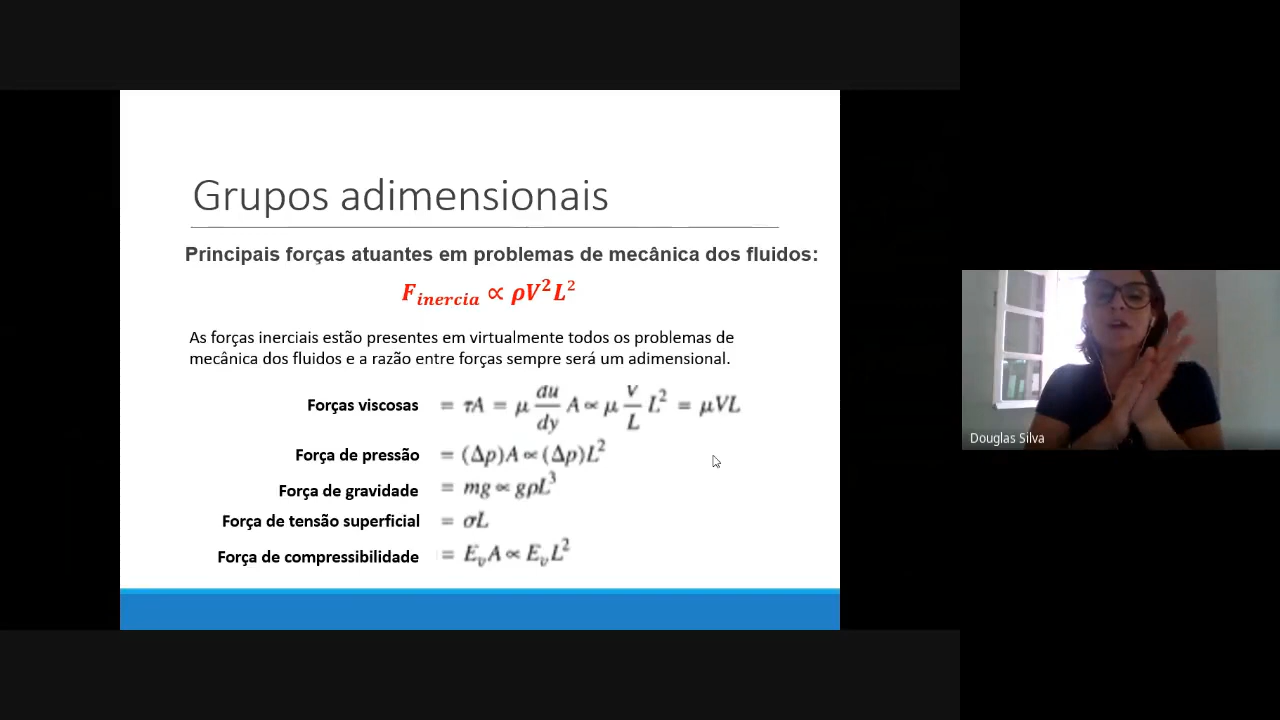 Grupos adimensionais
Principais forças atuantes em problemas de mecânica dos fluidos:
F_inercia ∝ ρV²L²
As forças inerciais estão presentes em virtualmente todos os problemas de
mecânica dos fluidos e a razão entre forças sempre será um adimensional.
Forças viscosas = τA = μ du/dy A ∝ μ V/L L² = μVL
Força de pressão = (Δp)A ∝ (Δp)L²
Força de gravidade = mg ∝ gρL³
Força de tensão superficial = σL
Força de compressibilidade = E_v A ∝ E_v L²
Douglas Silva